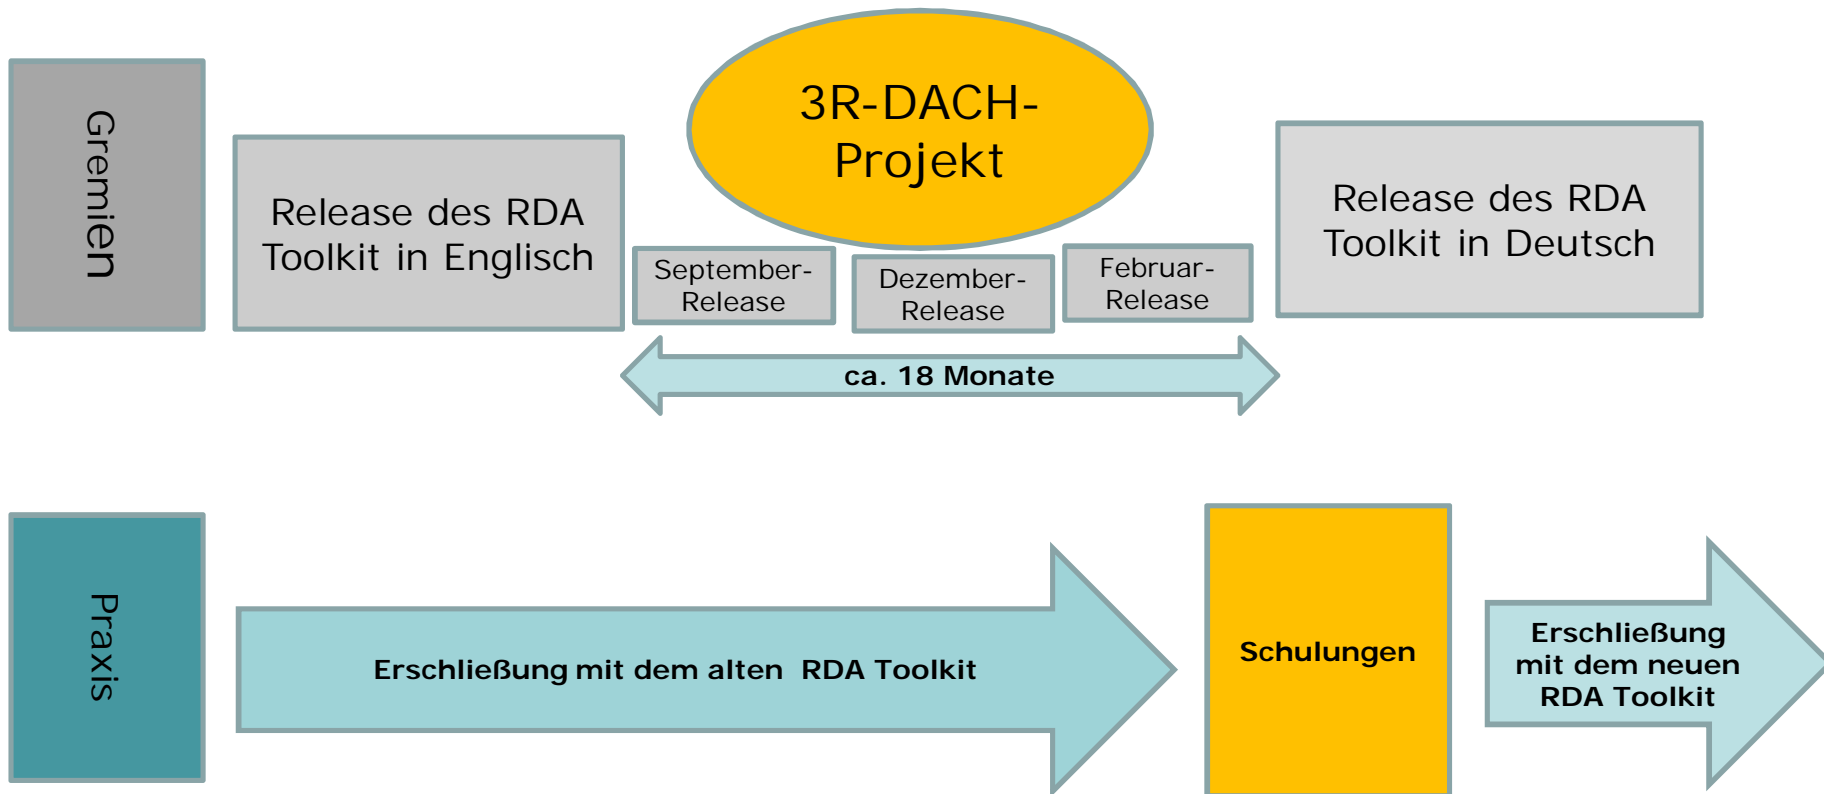 Gremien
Release des RDA
Toolkit in Englisch
3R-DACH-
Projekt
September-
Release
Dezember-
Release
Februar-
Release
Release des RDA
Toolkit in Deutsch
ca. 18 Monate
Praxis
Erschließung mit dem alten RDA Toolkit
Schulungen
Erschließung
mit dem neuen
RDA Toolkit